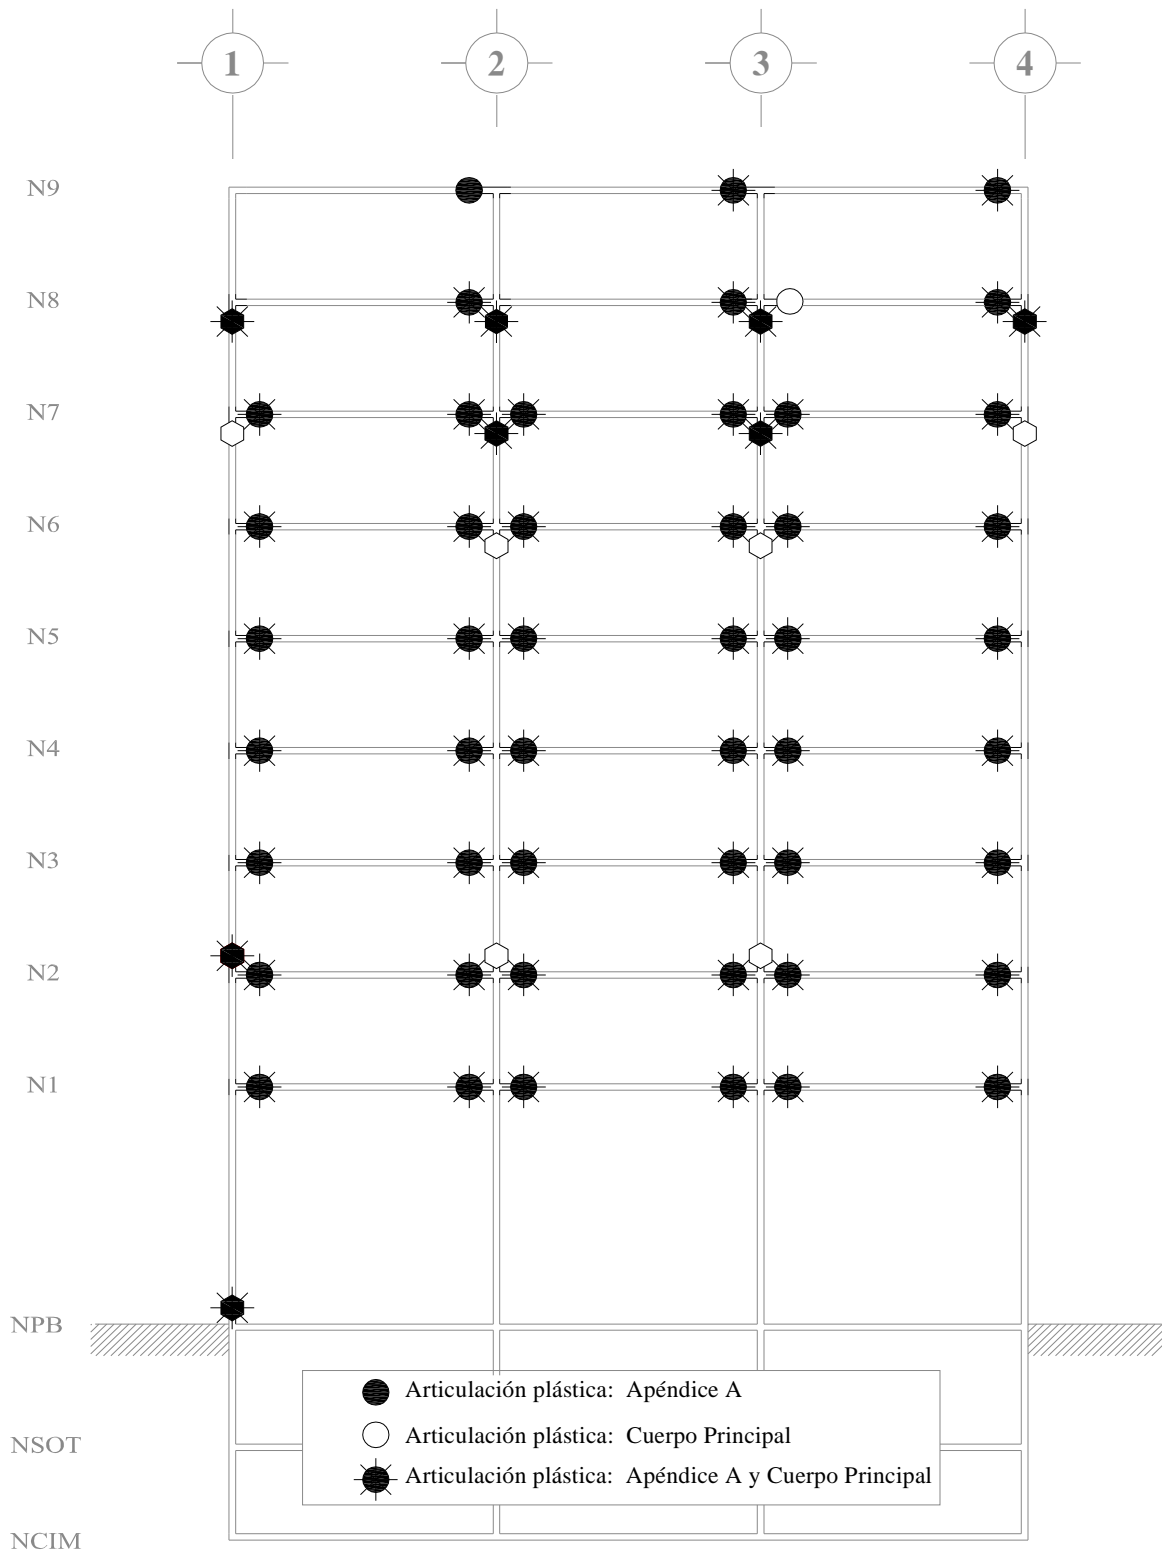 1 2 3 4
N9
N8
N7
N6
N5
N4
N3
N2
N1
NPB
Articulación plástica: Apéndice A
Articulación plástica: Cuerpo Principal
NSOT
Articulación plástica: Apéndice A y Cuerpo Principal
NCIM